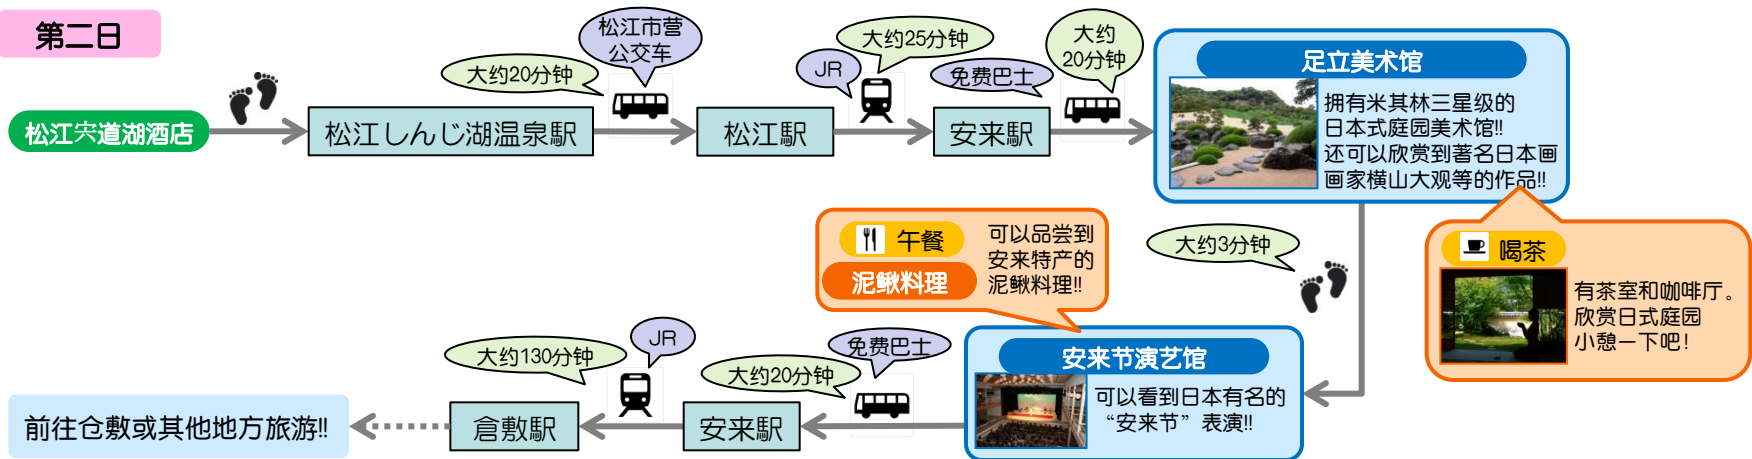 第二日
松江宍道湖酒店
大约20分钟
松江市营
公交车
松江しんじ湖温泉駅
JR
大约25分钟
松江駅
免费巴士
大约
20分钟
安来駅
足立美术馆
拥有米其林三星级的
日本式庭园美术馆!!
还可以欣赏到著名日本画
画家横山大观等的作品!!
喝茶
有茶室和咖啡厅。
欣赏日式庭园
小憩一下吧！
大约3分钟
午餐
泥鳅料理
可以品尝到
安来特产的
泥鳅料理!!
安来节演艺馆
可以看到日本有名的
“安来节”表演!!
免费巴士
大约20分钟
安来駅
JR
大约130分钟
倉敷駅
前往仓敷或其他地方旅游!!